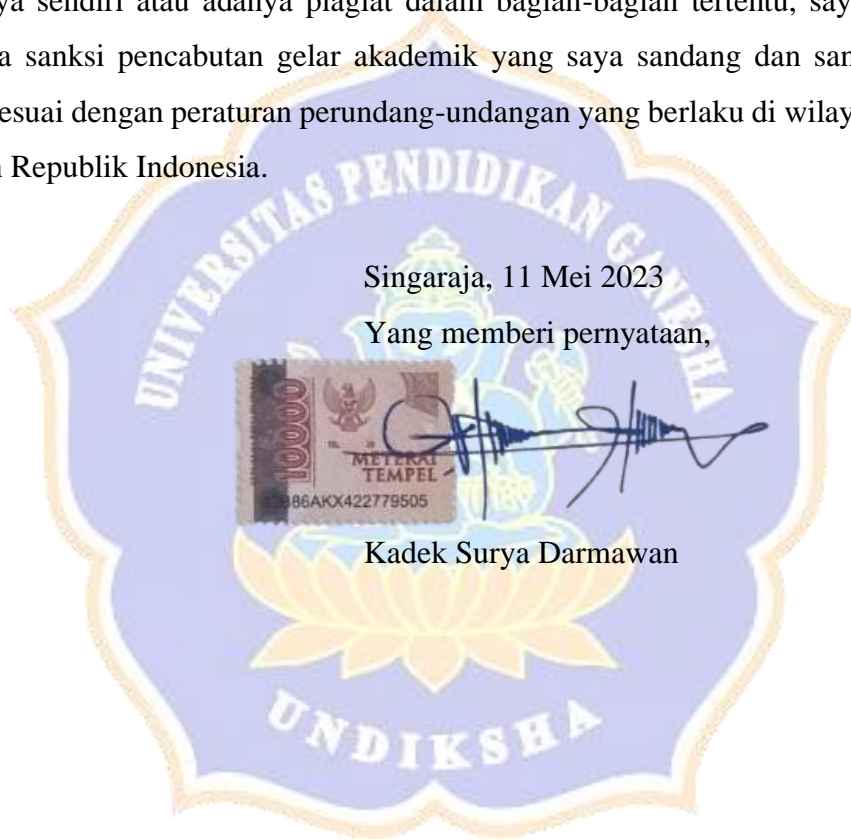 ya sendiri atau adanya plagiat dalam bagian-bagian tertentu, say
a sanksi pencabutan gelar akademik yang saya sandang dan san
esuai dengan peraturan perundang-undangan yang berlaku di wilay
n Republik Indonesia.
UNIVERSITAS PENDIDIKAN GANESHA
Singaraja, 11 Mei 2023
Yang memberi pernyataan,
10000
METERAI
TEMPEL
86AKX422779505
Kadek Surya Darmawan
UNDIKSHA